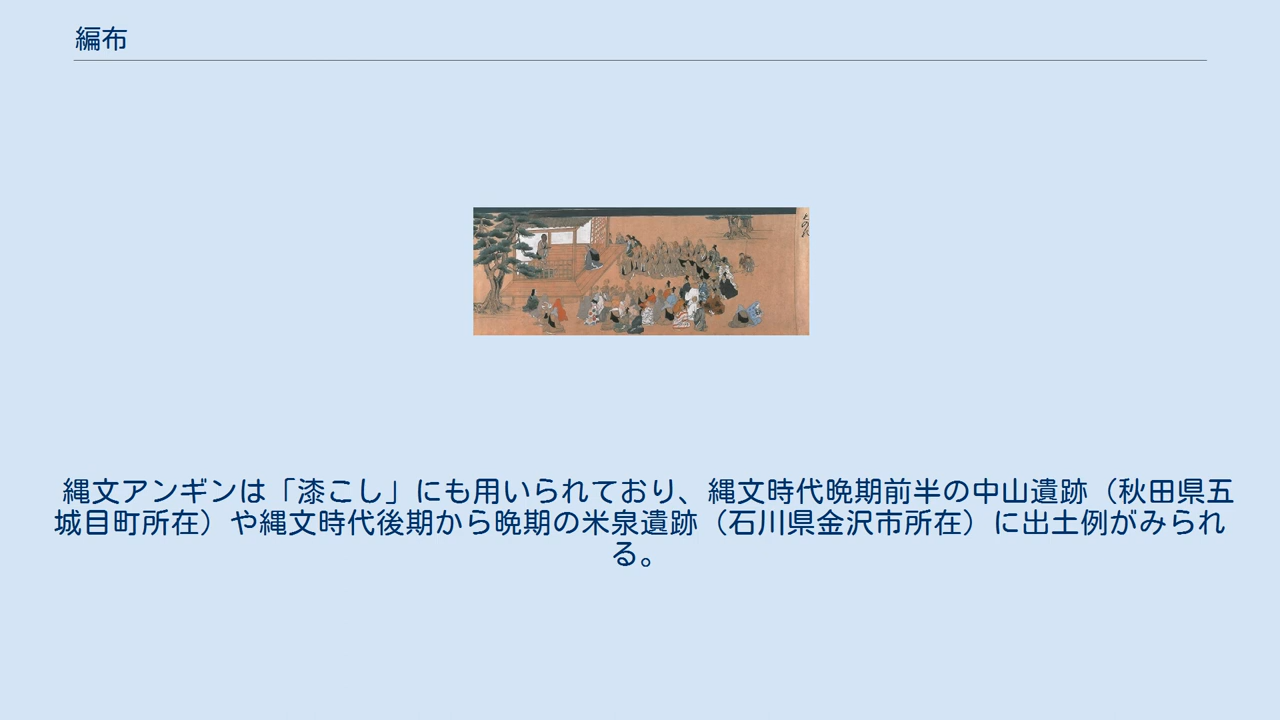 編布
縄文アンギンは「漆こし」にも用いられており、縄文時代晩期前半の中山遺跡（秋田県五
城目町所在）や縄文時代後期から晩期の米泉遺跡（石川県金沢市所在）に出土例がみられ
る。